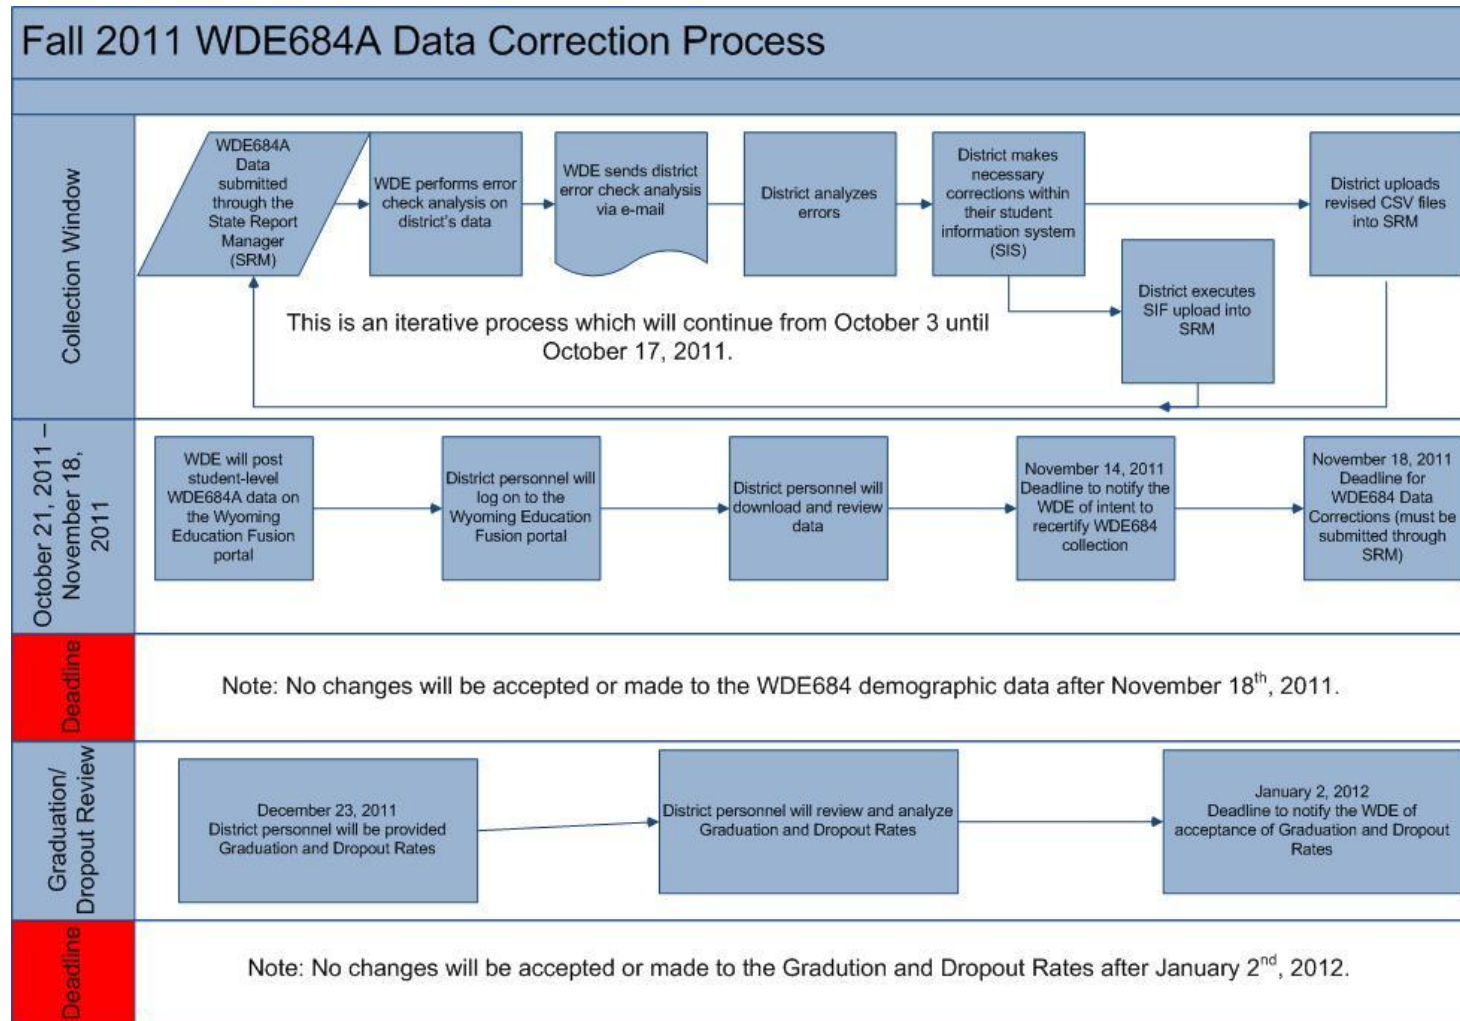 Fall 2011 WDE684A Data Correction Process
Collection Window
WDE684A
Data
submitted
through the
State Report
Manager
(SRM)
WDE performs error
check analysis on
district's data
WDE sends district
error check analysis
via e-mail
District analyzes
errors
District makes
necessary
corrections within
their student
information system
(SIS)
District uploads
revised CSV files
into SRM
District executes
SIF upload into
SRM
This is an iterative process which will continue from October 3 until
October 17, 2011.
October 21, 2011 –
November 18,
2011
WDE will post
student-level
WDE684A data on
the Wyoming
Education Fusion
portal
District personnel will
log on to the
Wyoming Education
Fusion portal
District personnel will
download and review
data
November 14, 2011
Deadline to notify the
WDE of intent to
recertify WDE684
collection
November 18, 2011
Deadline for
WDE684 Data
Corrections (must be
submitted through
SRM)
Deadline
Note: No changes will be accepted or made to the WDE684 demographic data after November 18th, 2011.
Graduation/
Dropout Review
December 23, 2011
District personnel will be provided
Graduation and Dropout Rates
District personnel will review and analyze
Graduation and Dropout Rates
January 2, 2012
Deadline to notify the WDE of
acceptance of Graduation and Dropout
Rates
Deadline
Note: No changes will be accepted or made to the Gradution and Dropout Rates after January 2nd, 2012.